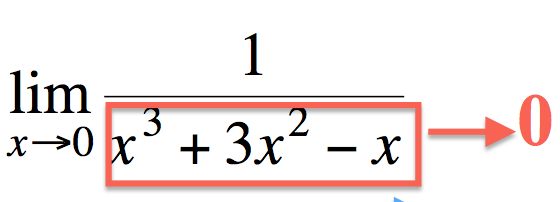 lim x→0 1 / x³ + 3x² − x → 0